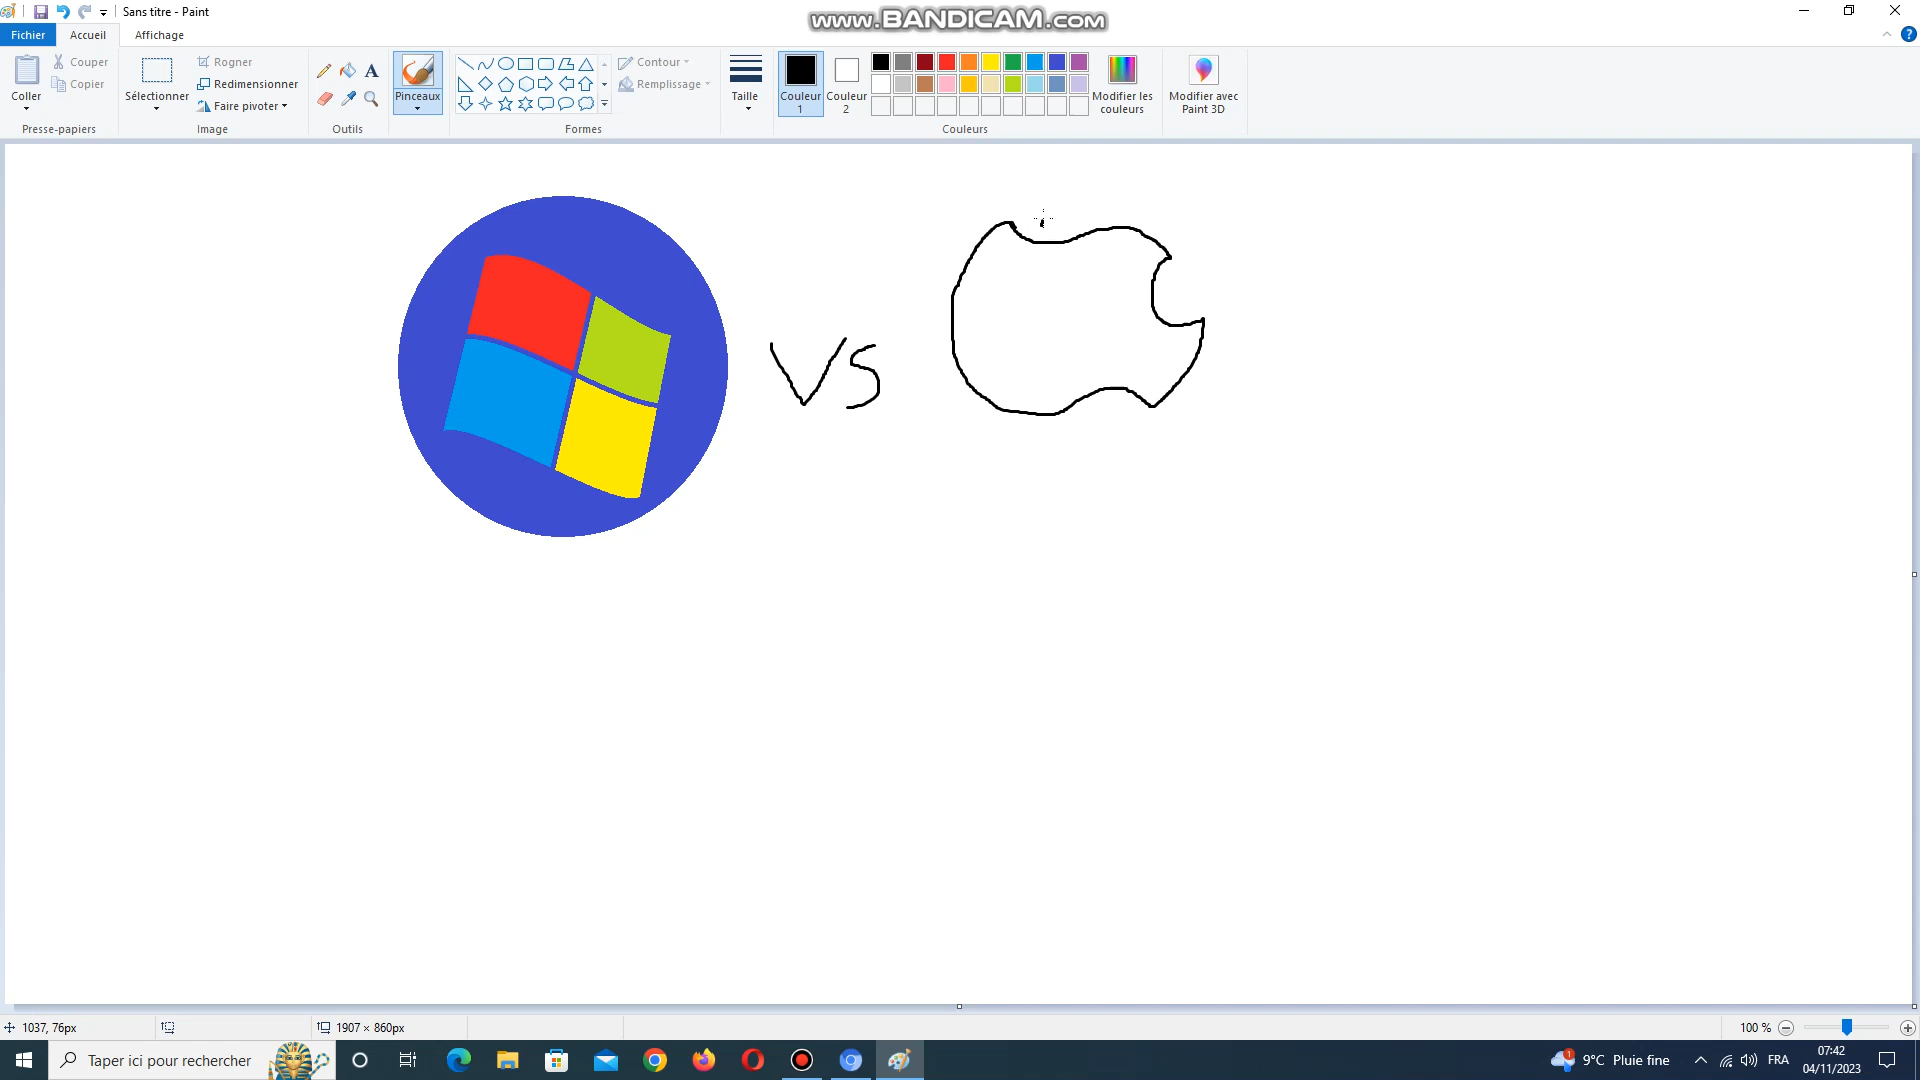 Sans titre - Paint
www.BANDICAM.com
Fichier Accueil Affichage
Coller
Couper
Copier
Presse-papiers
Sélectionner
Rogner
Redimensionner
Faire pivoter
Image
A
Outils
Pinceaux
Contour
Remplissage
Formes
Taille
Couleur
1
Couleur
2
Couleurs
Modifier les
couleurs
Modifier avec
Paint 3D
VS
1037, 76px
1907 × 860px
100 %
Taper ici pour rechercher
1
9°C Pluie fine
FRA
07:42
04/11/2023